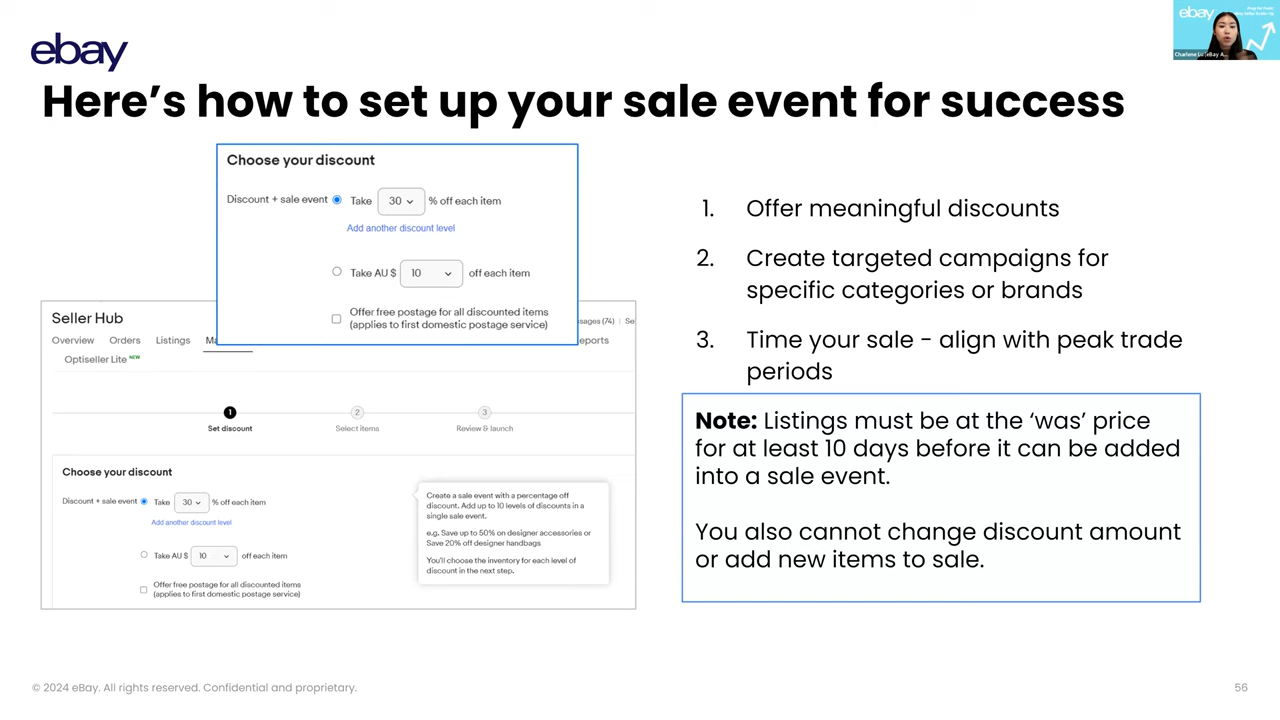 ebay
Here's how to set up your sale event for success
Choose your discount
Discount + sale event Take 30 % off each item
Add another discount level
Take AU $ 10 off each item
Offer free postage for all discounted items
(applies to first domestic postage service)
Seller Hub
Overview Orders Listings
Optiseller Lite NEW
1 2 3
Set discount Select items Review & launch
Choose your discount
Discount + sale event Take 30 % off each item
Add another discount level
Take AU $ 10 off each item
Offer free postage for all discounted items
(applies to first domestic postage service)
Create a sale event with a percentage off
discount. Add up to 10 levels of discounts in a
single sale event.
e.g. Save up to 50% on designer accessories or
Save 20% off designer handbags
You'll choose the inventory for each level of
discount in the next step.
1. Offer meaningful discounts
2. Create targeted campaigns for
specific categories or brands
3. Time your sale - align with peak trade
periods
Note: Listings must be at the 'was' price
for at least 10 days before it can be added
into a sale event.
You also cannot change discount amount
or add new items to sale.
© 2024 eBay. All rights reserved. Confidential and proprietary.
56
ebay